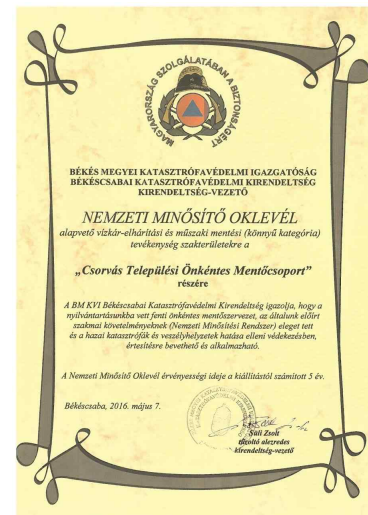 MAGYARORSZÁG SZOLGÁLATÁBAN A BIZTONSÁGÉRT
BÉKÉS MEGYEI KATASZTRÓFAVÉDELMI IGAZGATÓSÁG
BÉKÉSCSABAI KATASZTRÓFAVÉDELMI KIRENDELTSÉG
KIRENDELTSÉG-VEZETŐ
NEMZETI MINŐSÍTŐ OKLEVÉL
alapvető vízkár-elhárítási és műszaki mentési (könnyű kategória)
tevékenység szakterületekre a
„Csorvás Települési Önkéntes Mentőcsoport”
részére
A BM KVI Békéscsabai Katasztrófavédelmi Kirendeltség igazolja, hogy a
nyilvántartásunkba vett fenti önkéntes mentőszervezet, az általunk előírt
szakmai követelményeknek (Nemzeti Minősítési Rendszer) eleget tett
és a hazai katasztrófák és veszélyhelyzetek hatása elleni védekezésben,
értesítésre bevethető és alkalmazható.
A Nemzeti Minősítő Oklevél érvényességi ideje a kiállítástól számított 5 év.
Békéscsaba, 2016. május 7.
Süli Zsolt
tűzoltó alezredes
kirendeltség-vezető